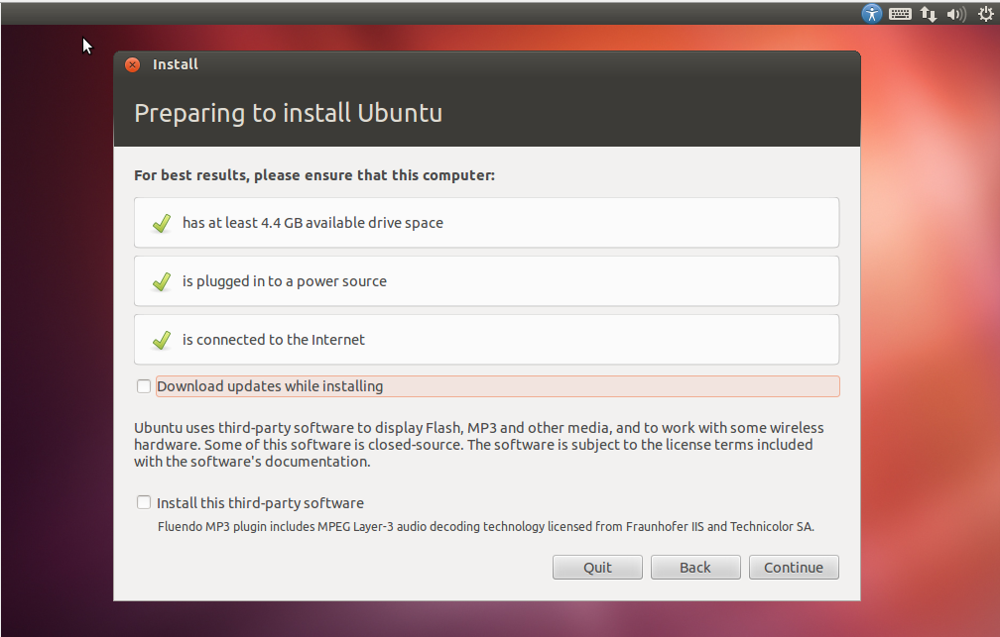 Install
Preparing to install Ubuntu
For best results, please ensure that this computer:
has at least 4.4 GB available drive space
is plugged in to a power source
is connected to the Internet
Download updates while installing
Ubuntu uses third-party software to display Flash, MP3 and other media, and to work with some wireless
hardware. Some of this software is closed-source. The software is subject to the license terms included
with the software's documentation.
Install this third-party software
Fluendo MP3 plugin includes MPEG Layer-3 audio decoding technology licensed from Fraunhofer IIS and Technicolor SA.
Quit Back Continue